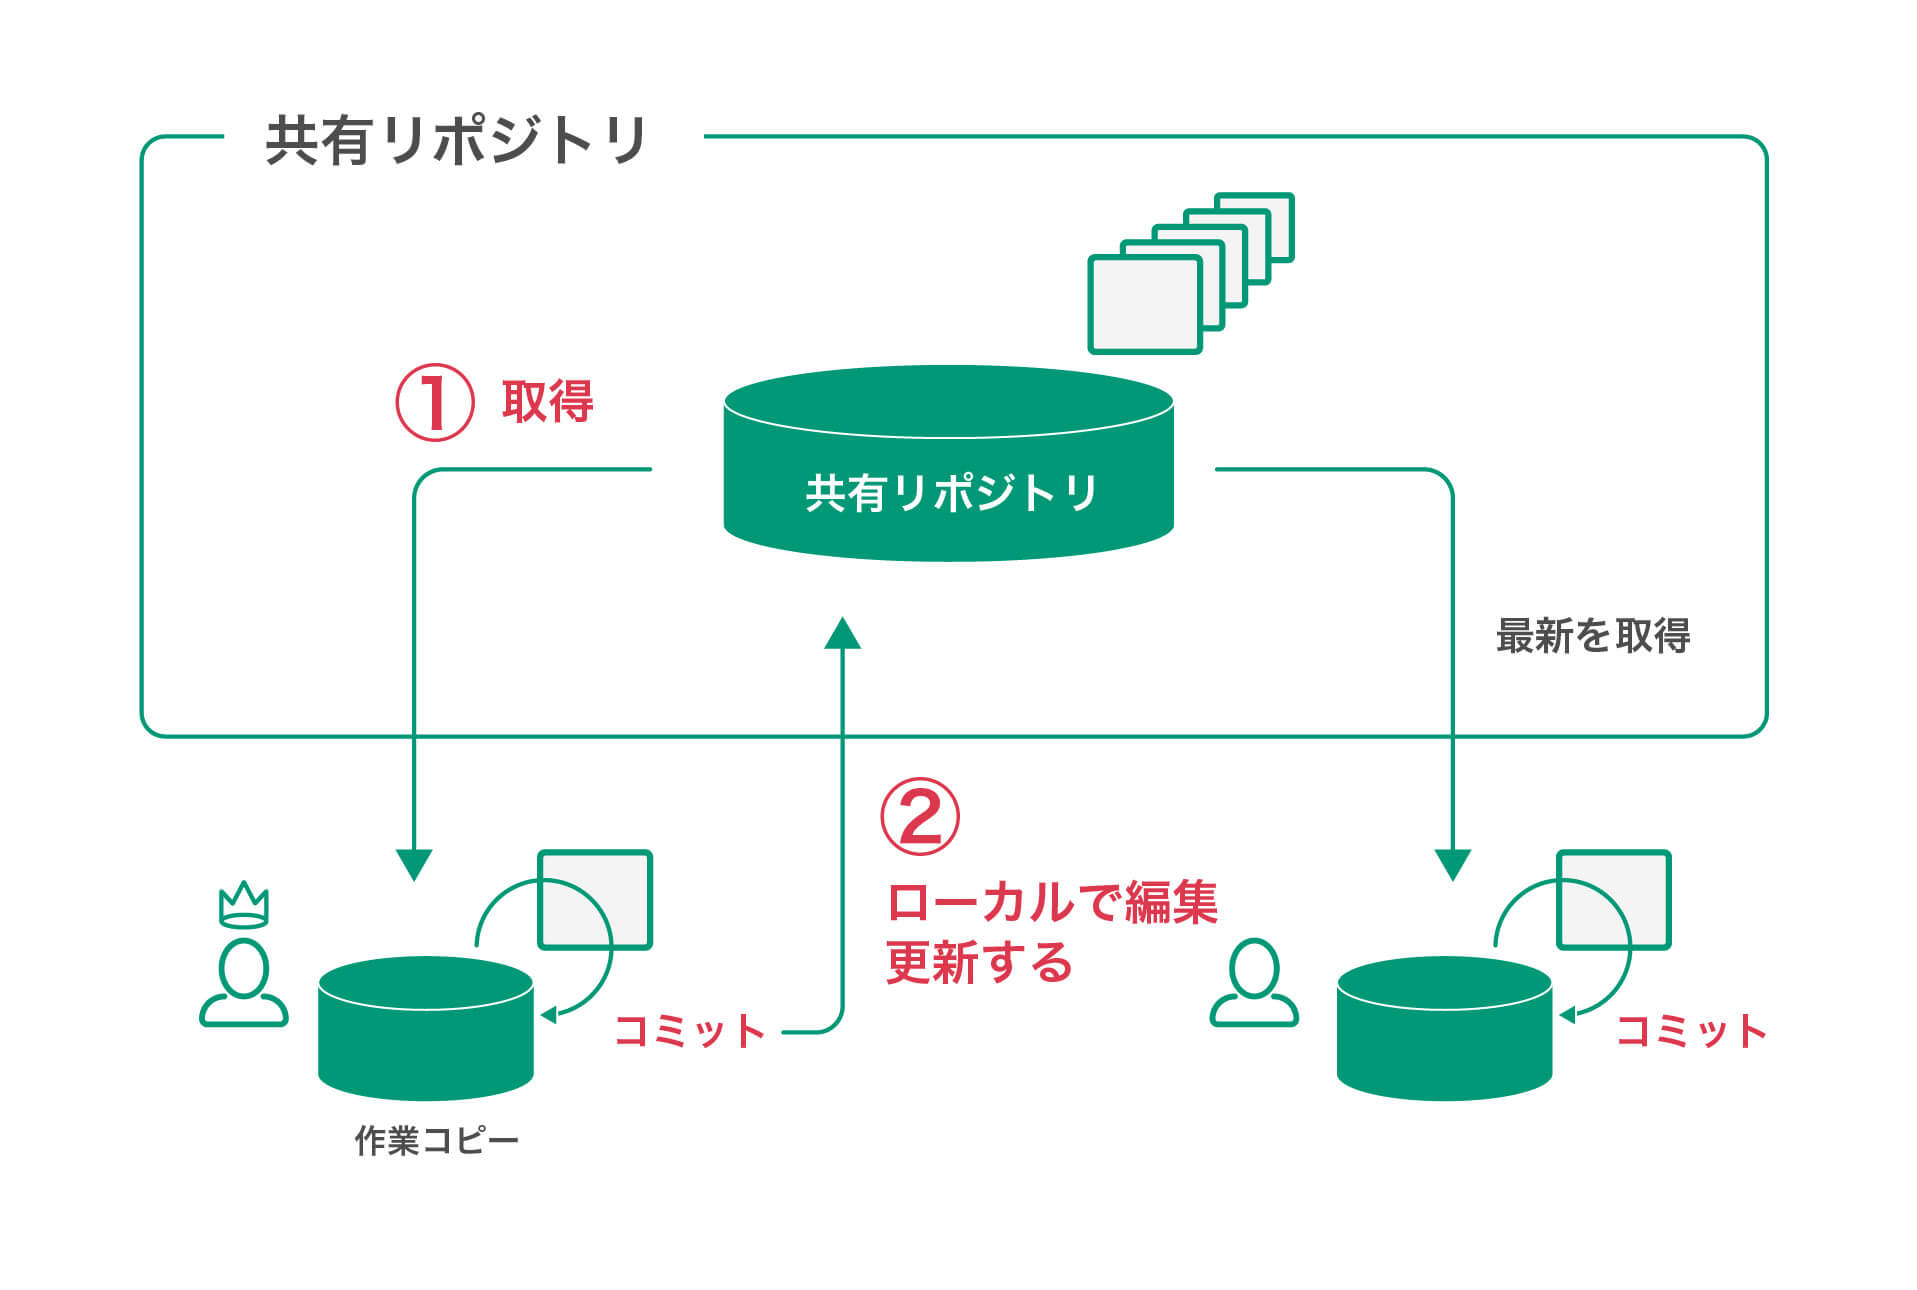 共有リポジトリ
① 取得
共有リポジトリ
最新を取得
②
ローカルで編集
更新する
コミット
コミット
作業コピー